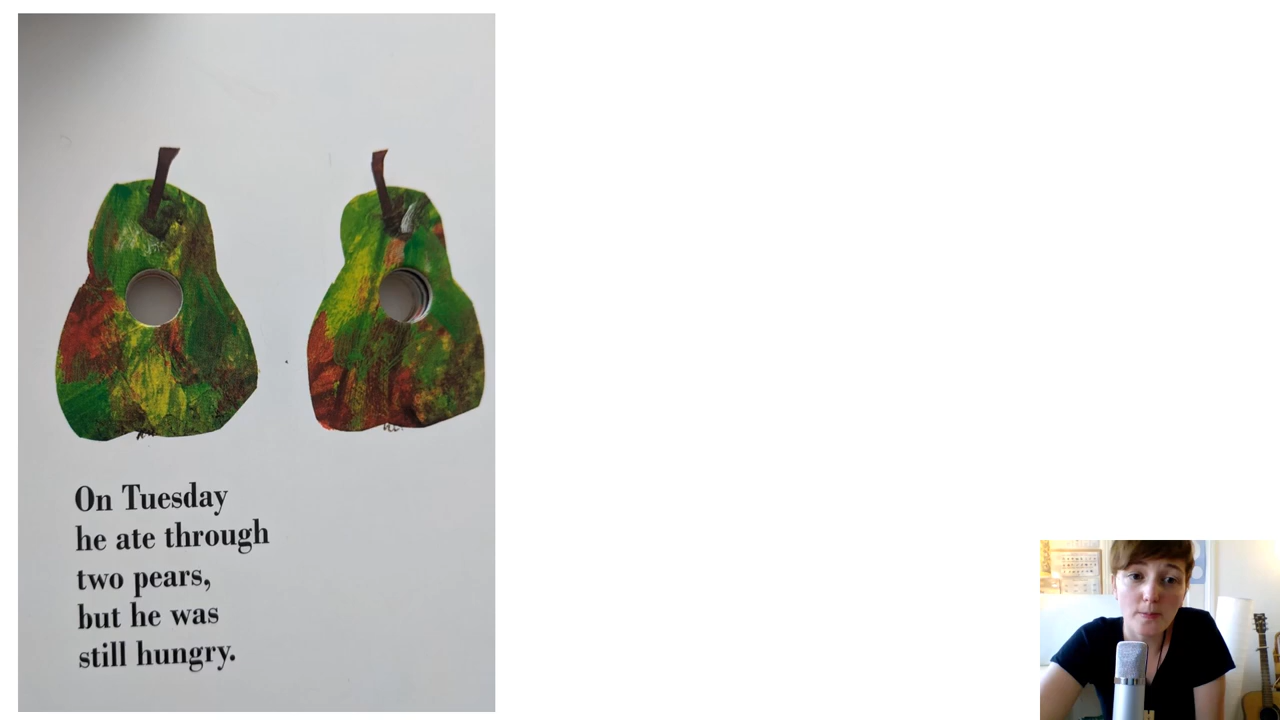 On Tuesday
he ate through
two pears,
but he was
still hungry.